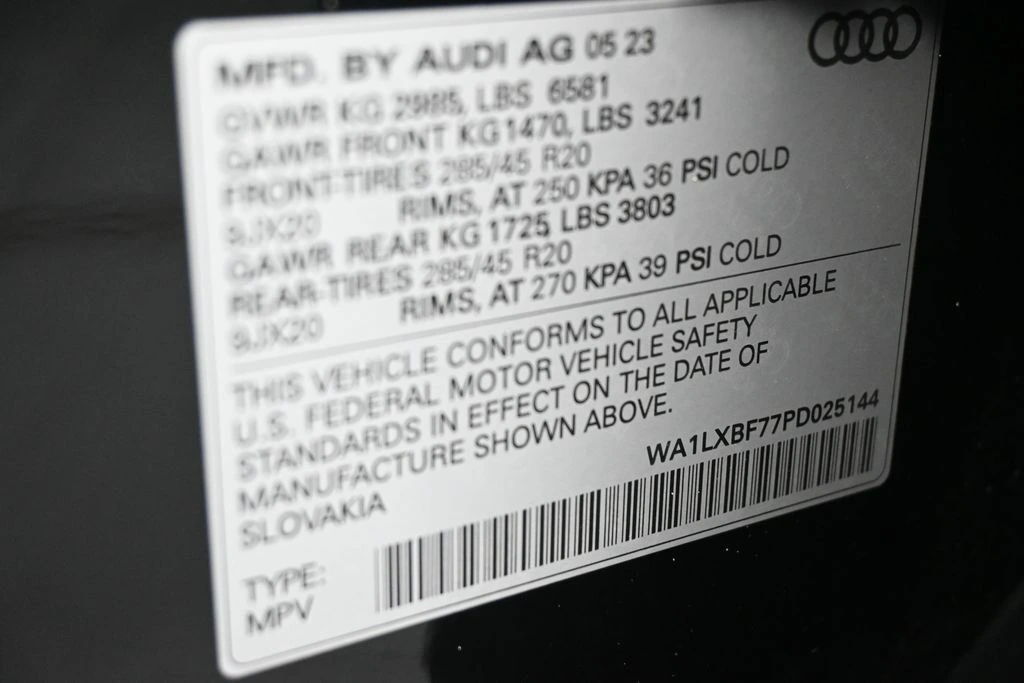 MFD. BY AUDI AG 05 23
GVWR KG 2985, LBS 6581
GAWR FRONT KG1470, LBS 3241
FRONT-TIRES 285/45 R20
9JX20 RIMS, AT 250 KPA 36 PSI COLD
GAWR REAR KG 1725, LBS 3803
REAR-TIRES 285/45 R20
9JX20 RIMS, AT 270 KPA 39 PSI COLD
THIS VEHICLE CONFORMS TO ALL APPLICABLE
U.S. FEDERAL MOTOR VEHICLE SAFETY
STANDARDS IN EFFECT ON THE DATE OF
MANUFACTURE SHOWN ABOVE.
SLOVAKIA
WA1LXBF77PD025144
TYPE:
MPV